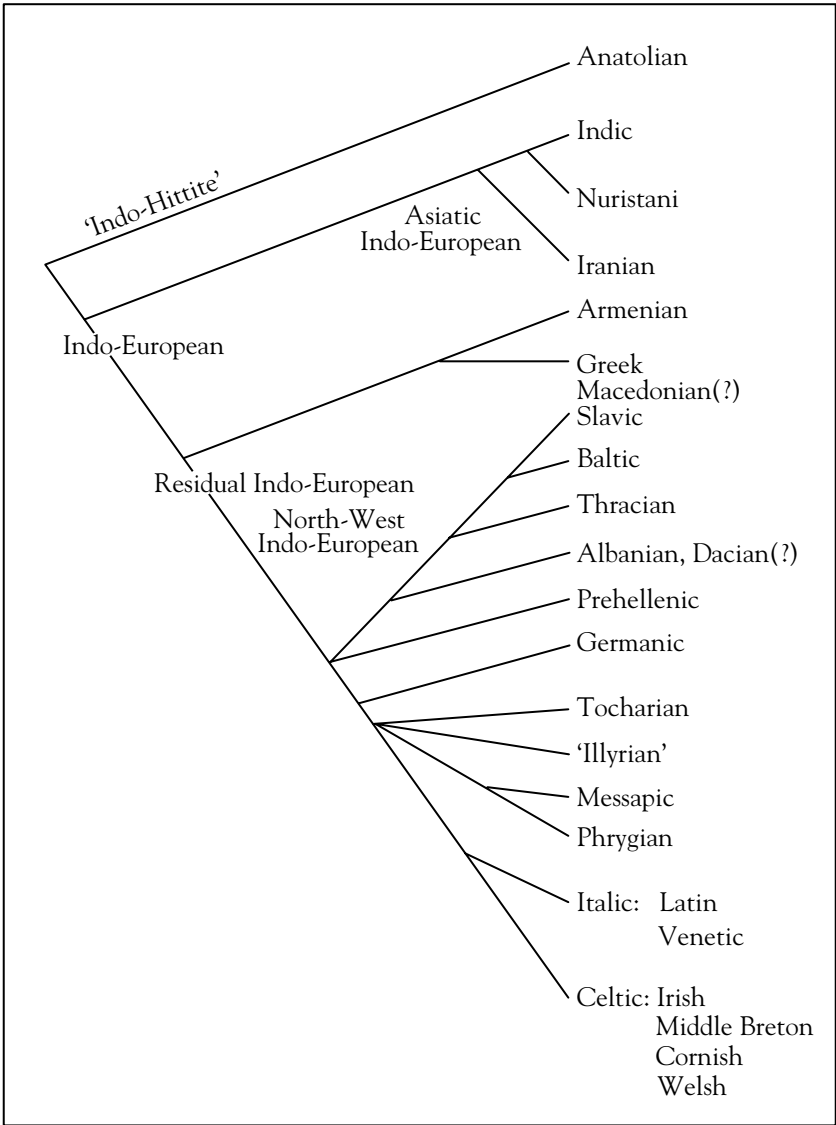 Anatolian
Indic
‘Indo-Hittite’
Nuristani
Asiatic
Indo-European
Iranian
Armenian
Indo-European
Greek
Macedonian(?)
Slavic
Baltic
Residual Indo-European
Thracian
North-West
Indo-European
Albanian, Dacian(?)
Prehellenic
Germanic
Tocharian
‘Illyrian’
Messapic
Phrygian
Italic: Latin
Venetic
Celtic: Irish
Middle Breton
Cornish
Welsh